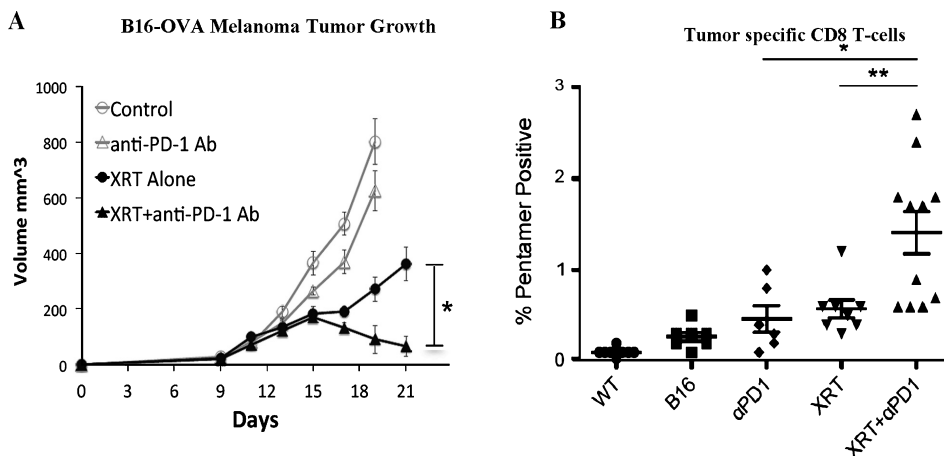 A
B16-OVA Melanoma Tumor Growth
1000
800
600
400
200
0
Volume mm^3
Control
anti-PD-1 Ab
XRT Alone
XRT+anti-PD-1 Ab
*
0 3 6 9 12 15 18 21
Days
B
Tumor specific CD8 T-cells
*
**
3
2
1
0
% Pentamer Positive
WT
B16
αPD1
XRT
XRT+αPD1